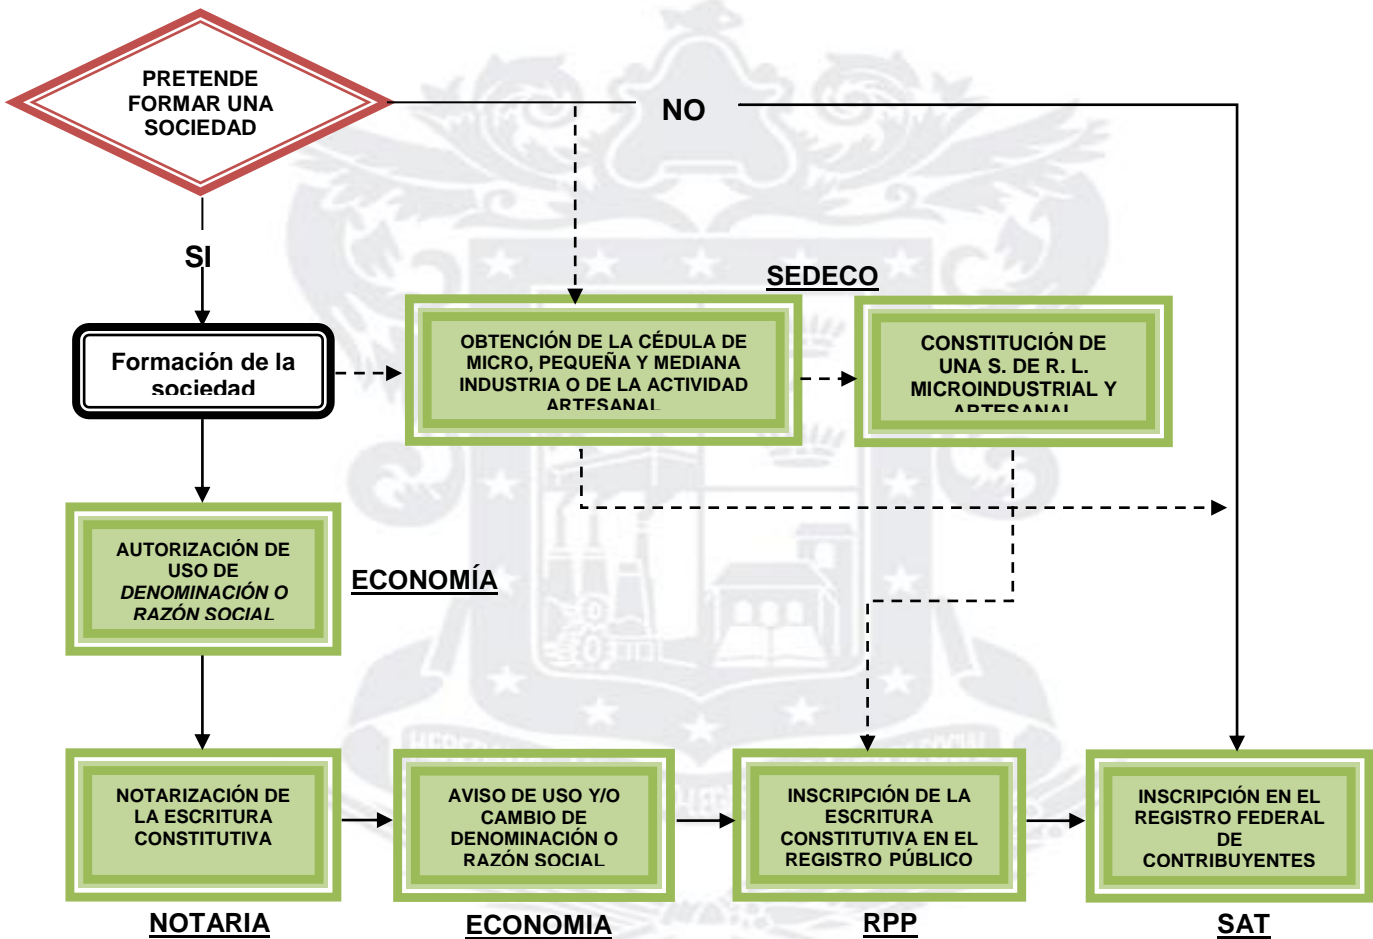 PRETENDE
FORMAR UNA
SOCIEDAD
NO
SI
SEDECO
Formación de la
sociedad
OBTENCIÓN DE LA CÉDULA DE
MICRO, PEQUEÑA Y MEDIANA
INDUSTRIA O DE LA ACTIVIDAD
ARTESANAL
CONSTITUCIÓN DE
UNA S. DE R. L.
MICROINDUSTRIAL Y
ARTESANAL
AUTORIZACIÓN DE
USO DE
DENOMINACIÓN O
RAZÓN SOCIAL
ECONOMÍA
NOTARIZACIÓN DE
LA ESCRITURA
CONSTITUTIVA
AVISO DE USO Y/O
CAMBIO DE
DENOMINACIÓN O
RAZÓN SOCIAL
INSCRIPCIÓN DE LA
ESCRITURA
CONSTITUTIVA EN EL
REGISTRO PÚBLICO
INSCRIPCIÓN EN EL
REGISTRO FEDERAL
DE
CONTRIBUYENTES
NOTARIA
ECONOMIA
RPP
SAT